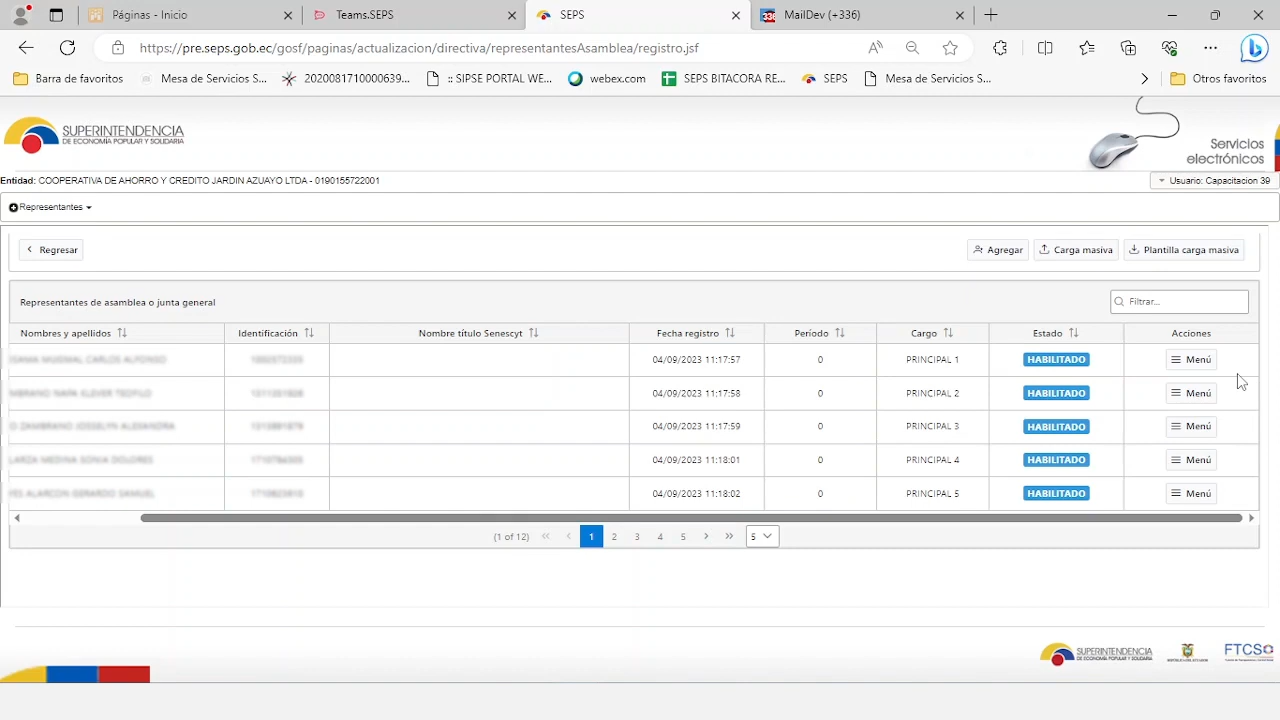 Páginas - Inicio
Teams.SEPS
SEPS
MailDev (+336)
https://pre.seps.gob.ec/gosf/paginas/actualizacion/directiva/representantesAsamblea/registro.jsf
Barra de favoritos
Mesa de Servicios S...
2020081710000639...
:: SIPSE PORTAL WE...
webex.com
SEPS BITACORA RE...
SEPS
Mesa de Servicios S...
Otros favoritos
SUPERINTENDENCIA
DE ECONOMÍA POPULAR Y SOLIDARIA
Servicios
electrónicos
Entidad: COOPERATIVA DE AHORRO Y CREDITO JARDIN AZUAYO LTDA - 0190155722001
Usuario: Capacitacion 39
Representantes
Regresar
Agregar
Carga masiva
Plantilla carga masiva
Representantes de asamblea o junta general
Filtrar...
Nombres y apellidos Identificación Nombre título Senescyt Fecha registro Período Cargo Estado Acciones
04/09/2023 11:17:57 0 PRINCIPAL 1 HABILITADO Menú
04/09/2023 11:17:58 0 PRINCIPAL 2 HABILITADO Menú
04/09/2023 11:17:59 0 PRINCIPAL 3 HABILITADO Menú
04/09/2023 11:18:01 0 PRINCIPAL 4 HABILITADO Menú
04/09/2023 11:18:02 0 PRINCIPAL 5 HABILITADO Menú
(1 of 12) 1 2 3 4 5 5
SUPERINTENDENCIA
DE ECONOMÍA POPULAR Y SOLIDARIA
FTCS